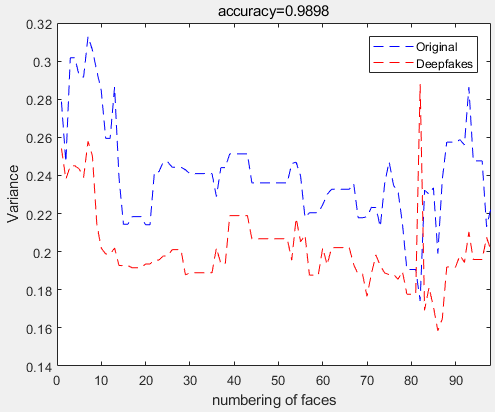 accuracy=0.9898
Original
Deepfakes
Variance
0.32
0.3
0.28
0.26
0.24
0.22
0.2
0.18
0.16
0.14
0 10 20 30 40 50 60 70 80 90
numbering of faces